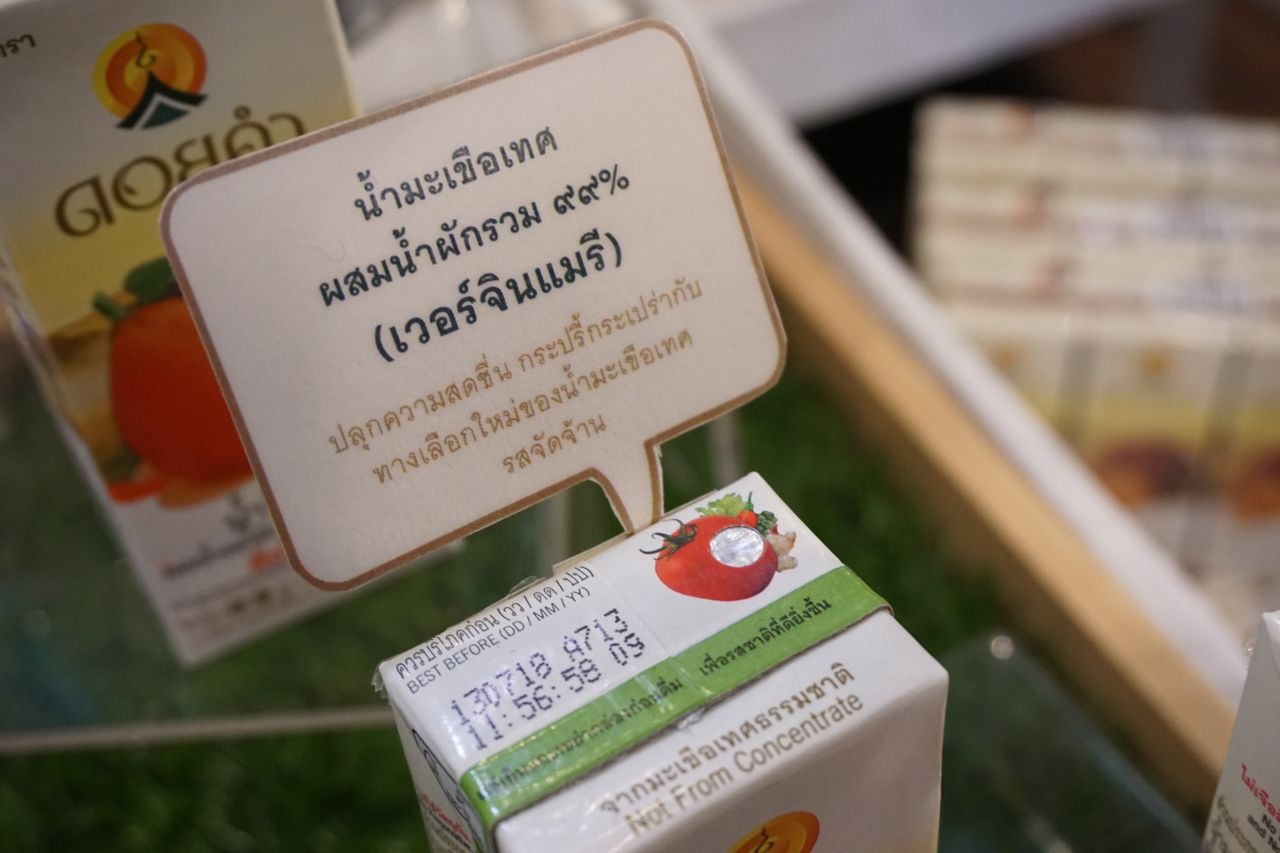 ดอยคำ
น้ำมะเขือเทศ
ผสมน้ำผักรวม ๙๙%
(เวอร์จินแมรี)
ปลุกความสดชื่น กระปรี้กระเปร่ากับ
ทางเลือกใหม่ของน้ำมะเขือเทศ
รสจัดจ้าน
ควรบริโภคก่อน (วว / ดด / ปป)
BEST BEFORE (DD / MM / YY)
130718 9713
11:56:58 05
เพื่อรสชาติที่ดียิ่งขึ้น
จากมะเขือเทศธรรมชาติ
Not From Concentrate